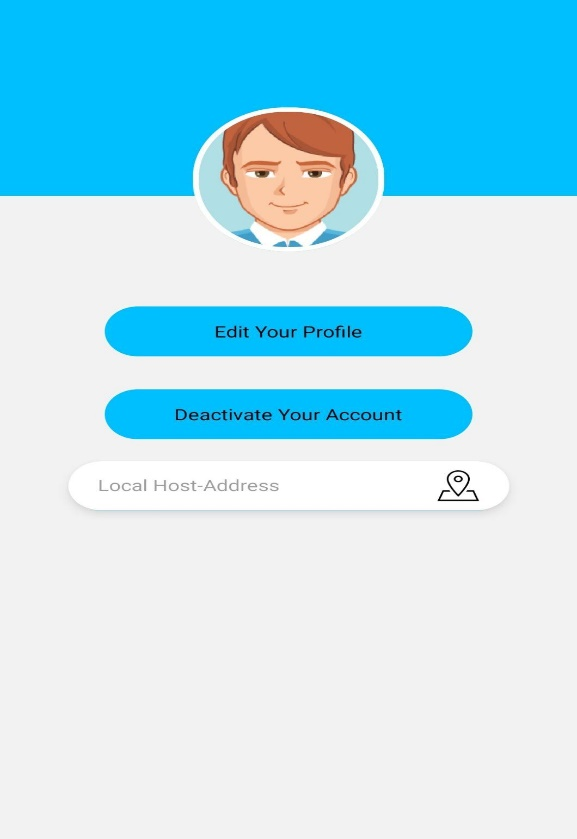 Edit Your Profile
Deactivate Your Account
Local Host-Address